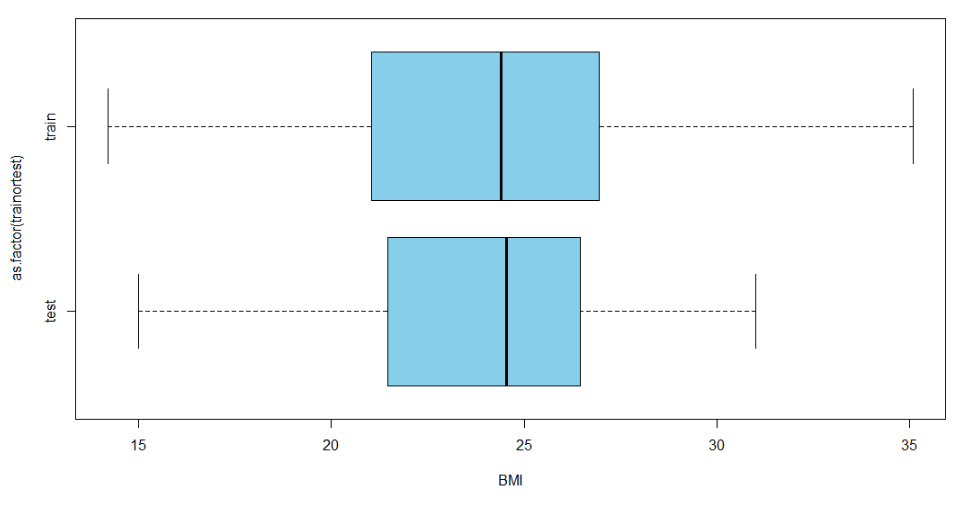 as.factor(trainortest)
train
test
15 20 25 30 35
BMI